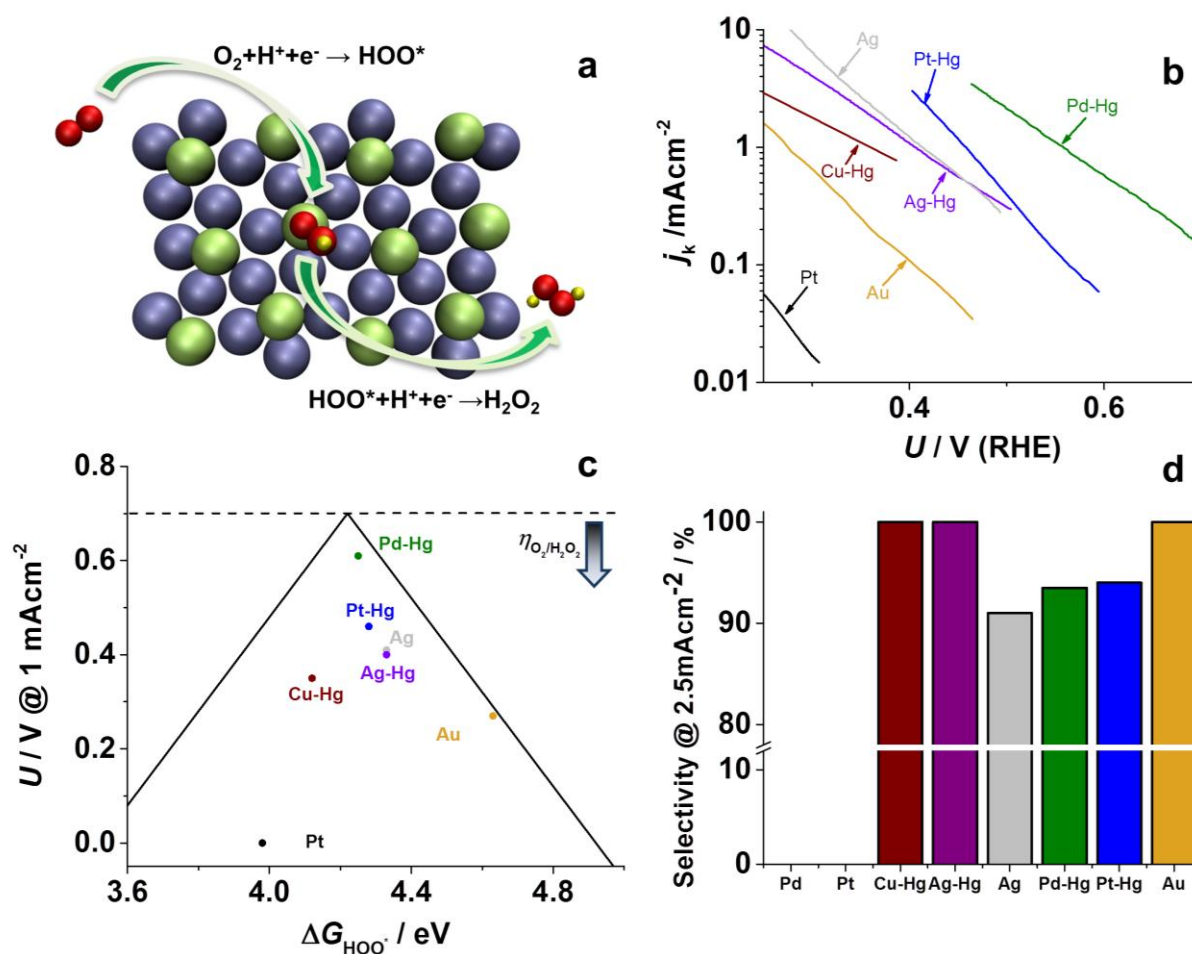 O₂+H⁺+e⁻ → HOO*
a
HOO*+H⁺+e⁻→H₂O₂
b
10
1
0.1
0.01
jₖ /mAcm⁻²
Ag
Pt-Hg
Pd-Hg
Cu-Hg
Ag-Hg
Au
Pt
0.4
0.6
U / V (RHE)
c
0.8
0.6
0.4
0.2
0.0
U / V @ 1 mAcm⁻²
η O₂/H₂O₂
Pd-Hg
Pt-Hg
Ag
Ag-Hg
Cu-Hg
Au
Pt
3.6
4.0
4.4
4.8
ΔG HOO* / eV
d
100
90
80
10
0
Selectivity @ 2.5mAcm⁻² / %
Pd
Pt
Cu-Hg
Ag-Hg
Ag
Pd-Hg
Pt-Hg
Au